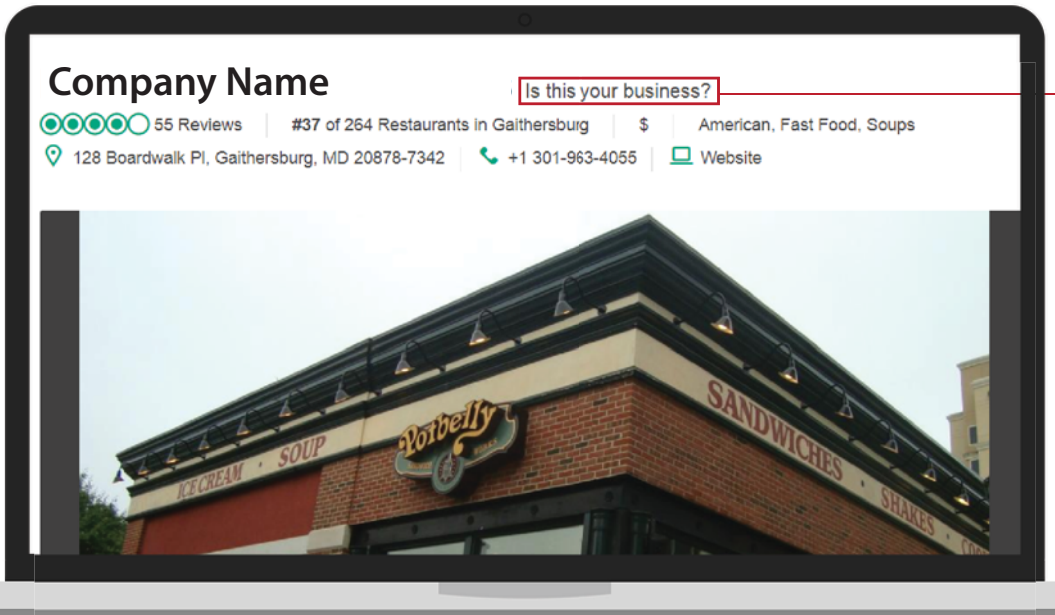 Company Name
Is this your business?
55 Reviews #37 of 264 Restaurants in Gaithersburg $ American, Fast Food, Soups
128 Boardwalk Pl, Gaithersburg, MD 20878-7342 +1 301-963-4055 Website
Potbelly
SANDWICHES
ICE CREAM · SOUP
SHAKES ·